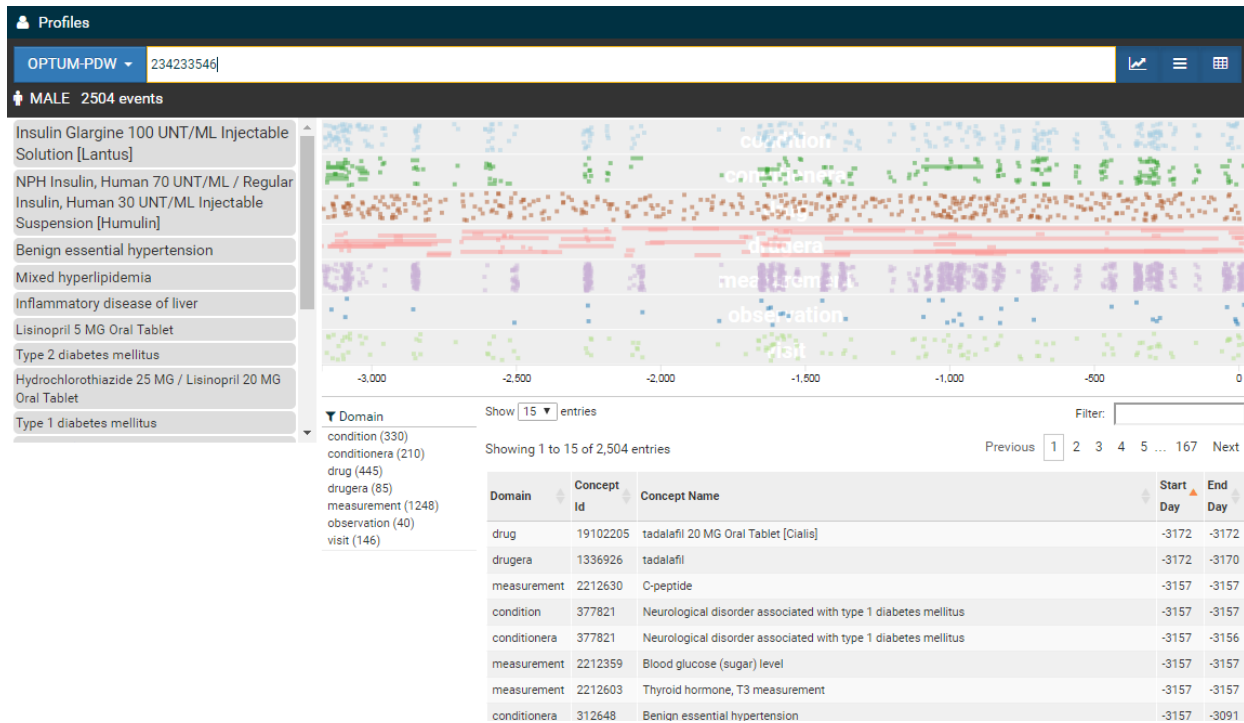 Profiles
OPTUM-PDW
234233546
MALE 2504 events
Insulin Glargine 100 UNT/ML Injectable
Solution [Lantus]
NPH Insulin, Human 70 UNT/ML / Regular
Insulin, Human 30 UNT/ML Injectable
Suspension [Humulin]
Benign essential hypertension
Mixed hyperlipidemia
Inflammatory disease of liver
Lisinopril 5 MG Oral Tablet
Type 2 diabetes mellitus
Hydrochlorothiazide 25 MG / Lisinopril 20 MG
Oral Tablet
Type 1 diabetes mellitus
condition
conditionera
drug
drugera
measurement
observation
visit
-3,000 -2,500 -2,000 -1,500 -1,000 -500 0
Domain
condition (330)
conditionera (210)
drug (445)
drugera (85)
measurement (1248)
observation (40)
visit (146)
Show 15 entries
Filter:
Showing 1 to 15 of 2,504 entries
Previous 1 2 3 4 5 ... 167 Next
Domain Concept Id Concept Name Start Day End Day
drug 19102205 tadalafil 20 MG Oral Tablet [Cialis] -3172 -3172
drugera 1336926 tadalafil -3172 -3170
measurement 2212630 C-peptide -3157 -3157
condition 377821 Neurological disorder associated with type 1 diabetes mellitus -3157 -3157
conditionera 377821 Neurological disorder associated with type 1 diabetes mellitus -3157 -3156
measurement 2212359 Blood glucose (sugar) level -3157 -3157
measurement 2212603 Thyroid hormone, T3 measurement -3157 -3157
conditionera 312648 Benign essential hypertension -3157 -3091